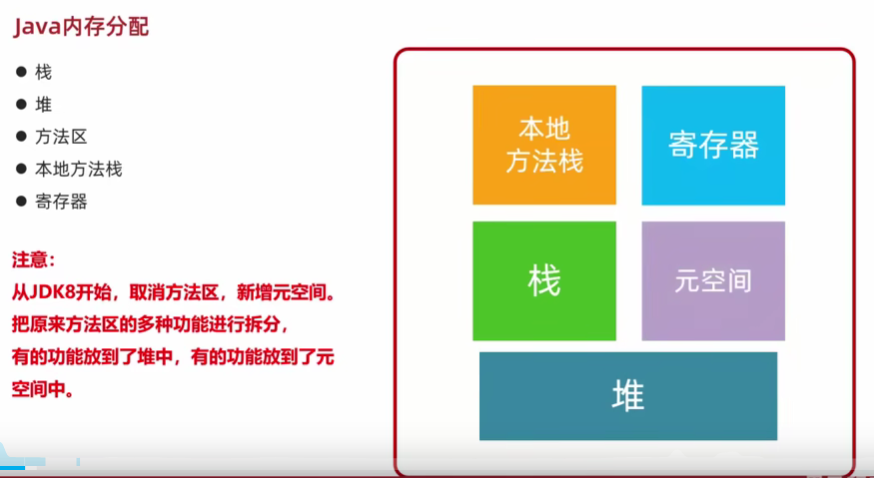 Java内存分配
● 栈
● 堆
● 方法区
● 本地方法栈
● 寄存器
注意:
从JDK8开始，取消方法区，新增元空间。
把原来方法区的多种功能进行拆分，
有的功能放到了堆中，有的功能放到了元
空间中。
本地
方法栈
寄存器
栈
元空间
堆